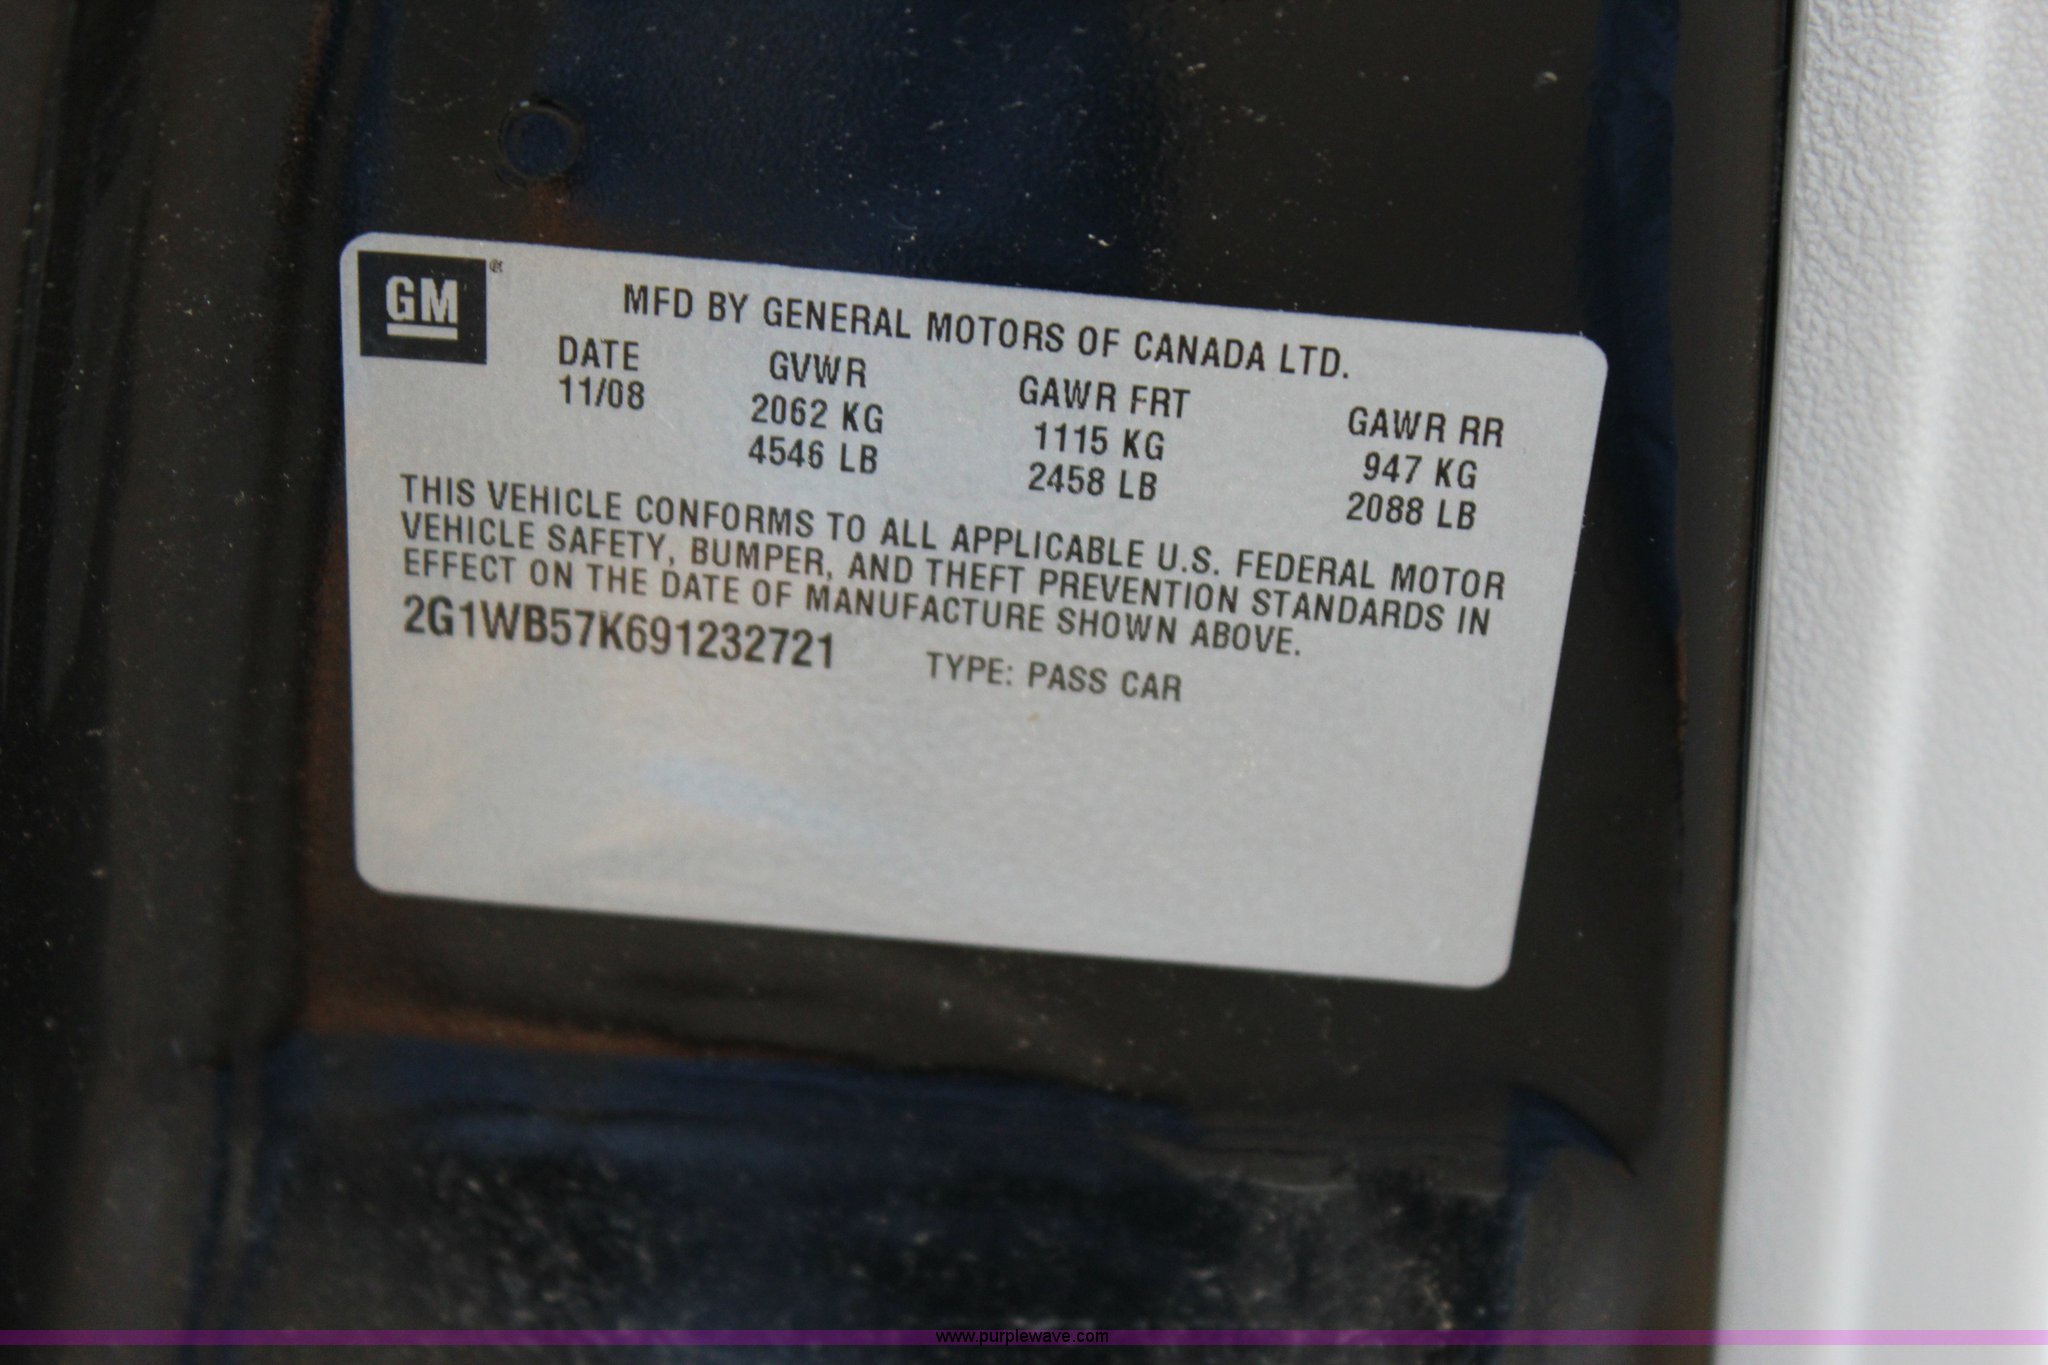 GM®
MFD BY GENERAL MOTORS OF CANADA LTD.
DATE GVWR GAWR FRT GAWR RR
11/08 2062 KG 1115 KG 947 KG
4546 LB 2458 LB 2088 LB
THIS VEHICLE CONFORMS TO ALL APPLICABLE U.S. FEDERAL MOTOR
VEHICLE SAFETY, BUMPER, AND THEFT PREVENTION STANDARDS IN
EFFECT ON THE DATE OF MANUFACTURE SHOWN ABOVE.
2G1WB57K691232721 TYPE: PASS CAR
www.purplewave.com